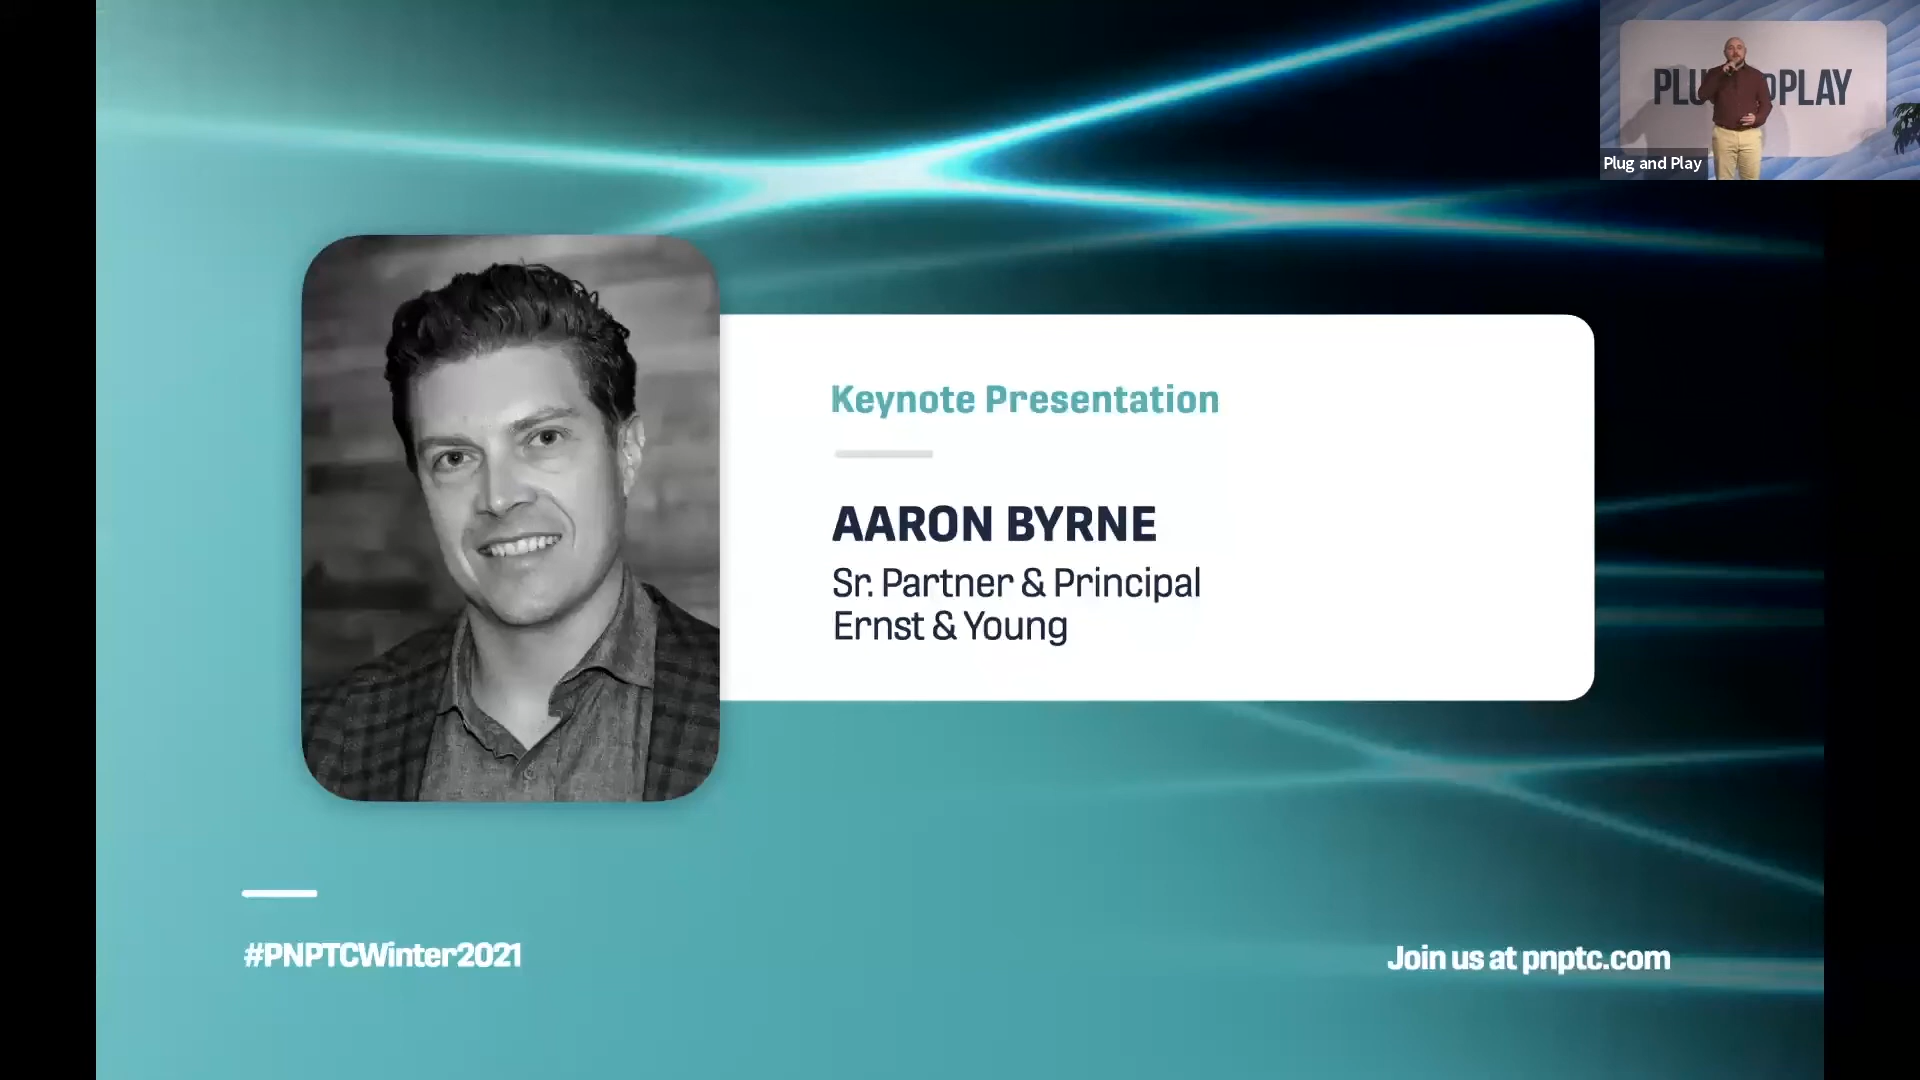 Keynote Presentation
AARON BYRNE
Sr. Partner & Principal
Ernst & Young
#PNPTCWinter2021
Join us at pnptc.com
Plug and Play